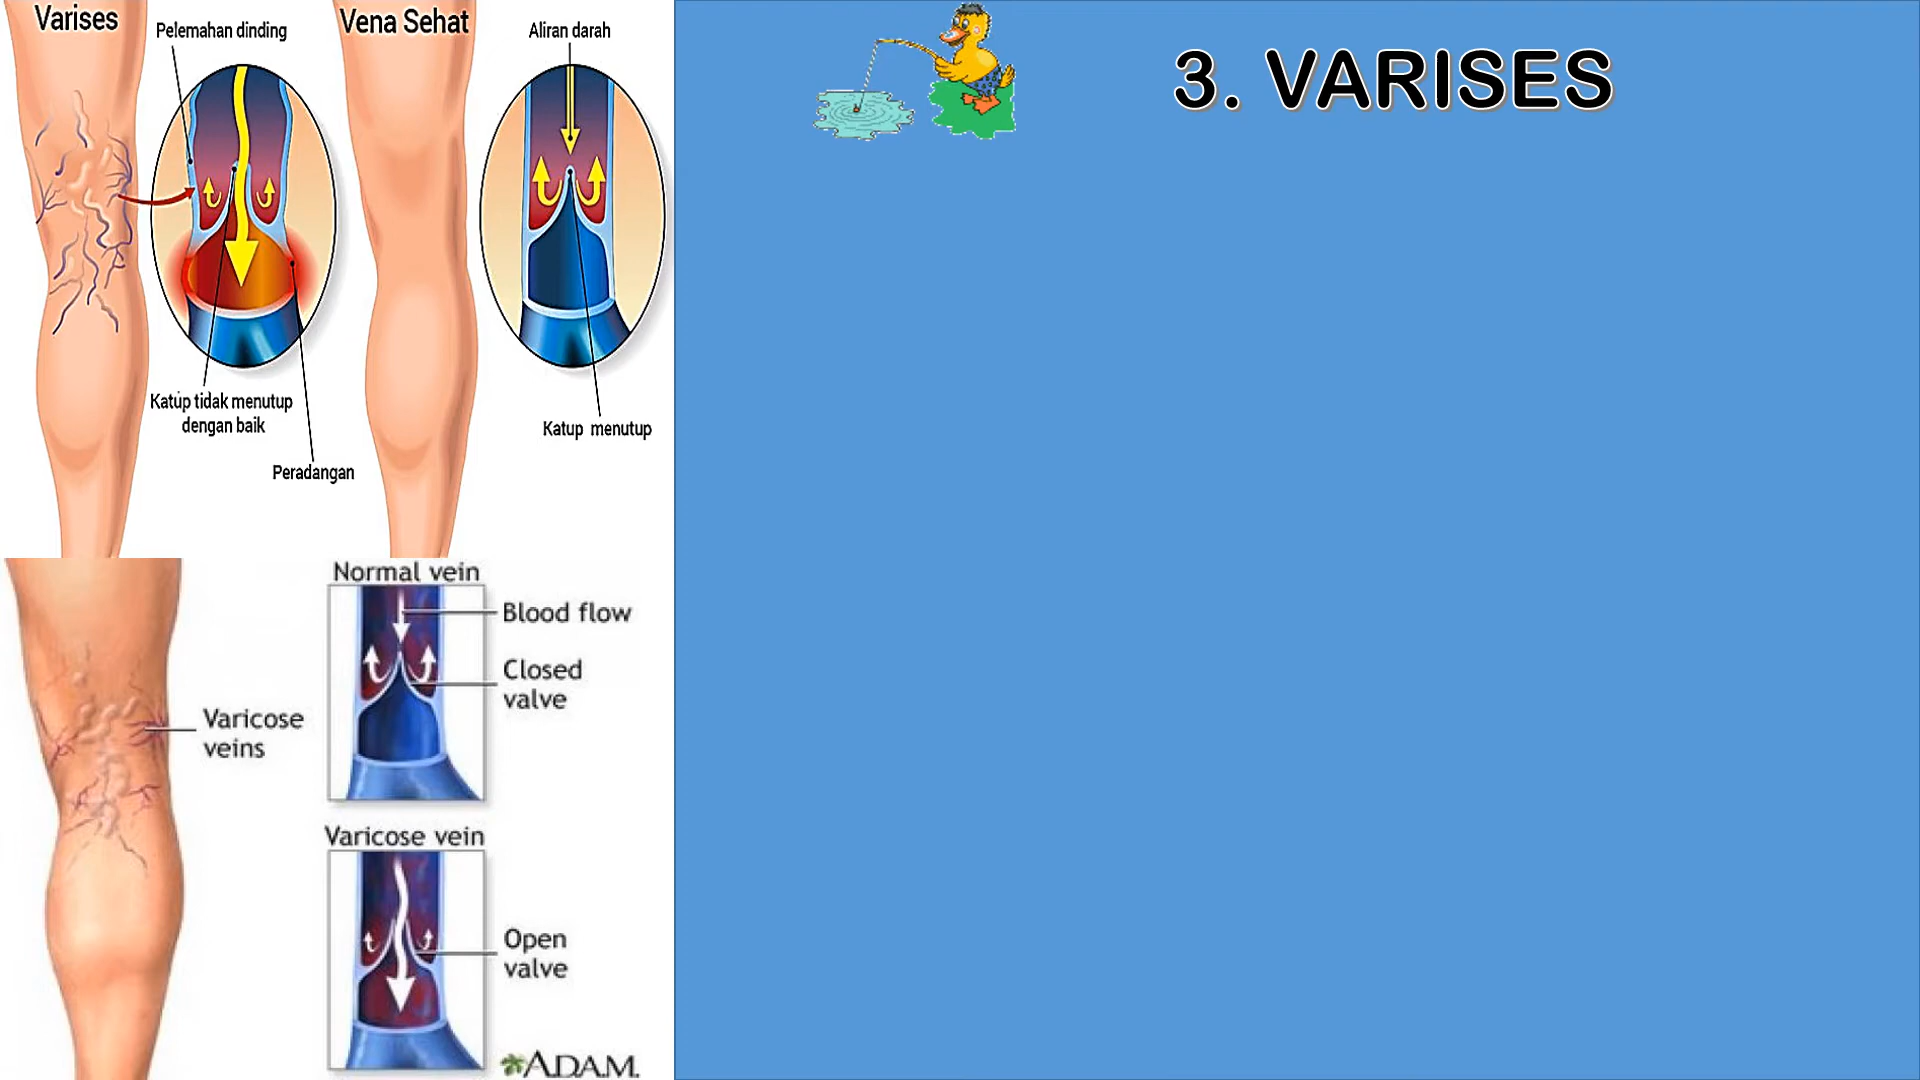 Varises
Pelemahan dinding
Vena Sehat
Aliran darah
Katup tidak menutup
dengan baik
Katup menutup
Peradangan
3. VARISES
Normal vein
Blood flow
Closed
valve
Varicose
veins
Varicose vein
Open
valve
ADAM.